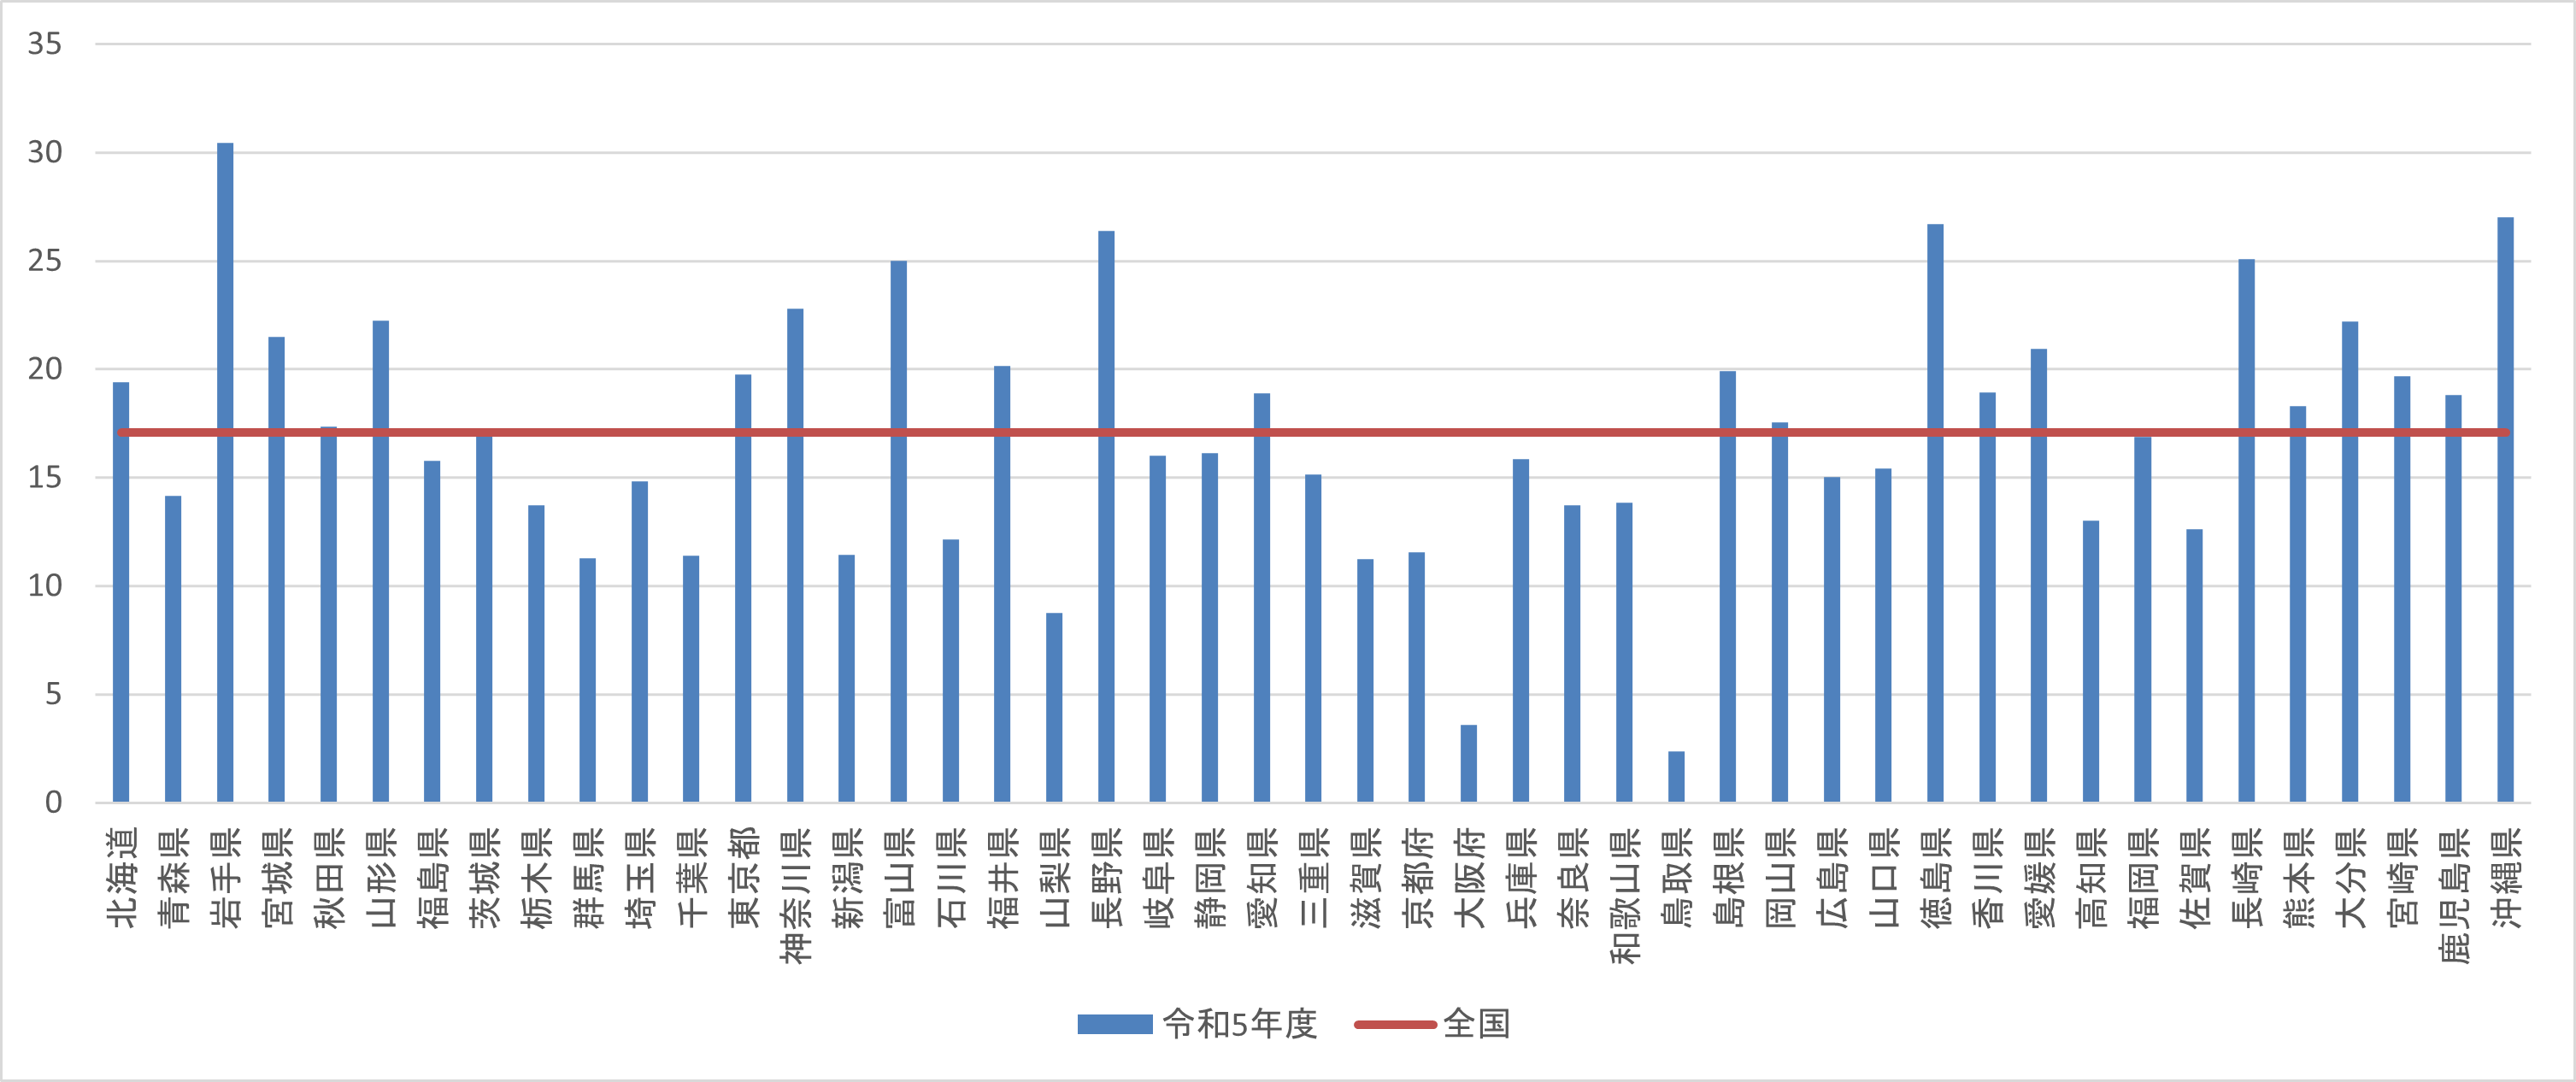 35
30
25
20
15
10
5
0
北海道
青森県
岩手県
宮城県
秋田県
山形県
福島県
茨城県
栃木県
群馬県
埼玉県
千葉県
東京都
神奈川県
新潟県
富山県
石川県
福井県
山梨県
長野県
岐阜県
静岡県
愛知県
三重県
滋賀県
京都府
大阪府
兵庫県
奈良県
和歌山県
鳥取県
島根県
岡山県
広島県
山口県
徳島県
香川県
愛媛県
高知県
福岡県
佐賀県
長崎県
熊本県
大分県
宮崎県
鹿児島県
沖縄県
令和5年度
全国